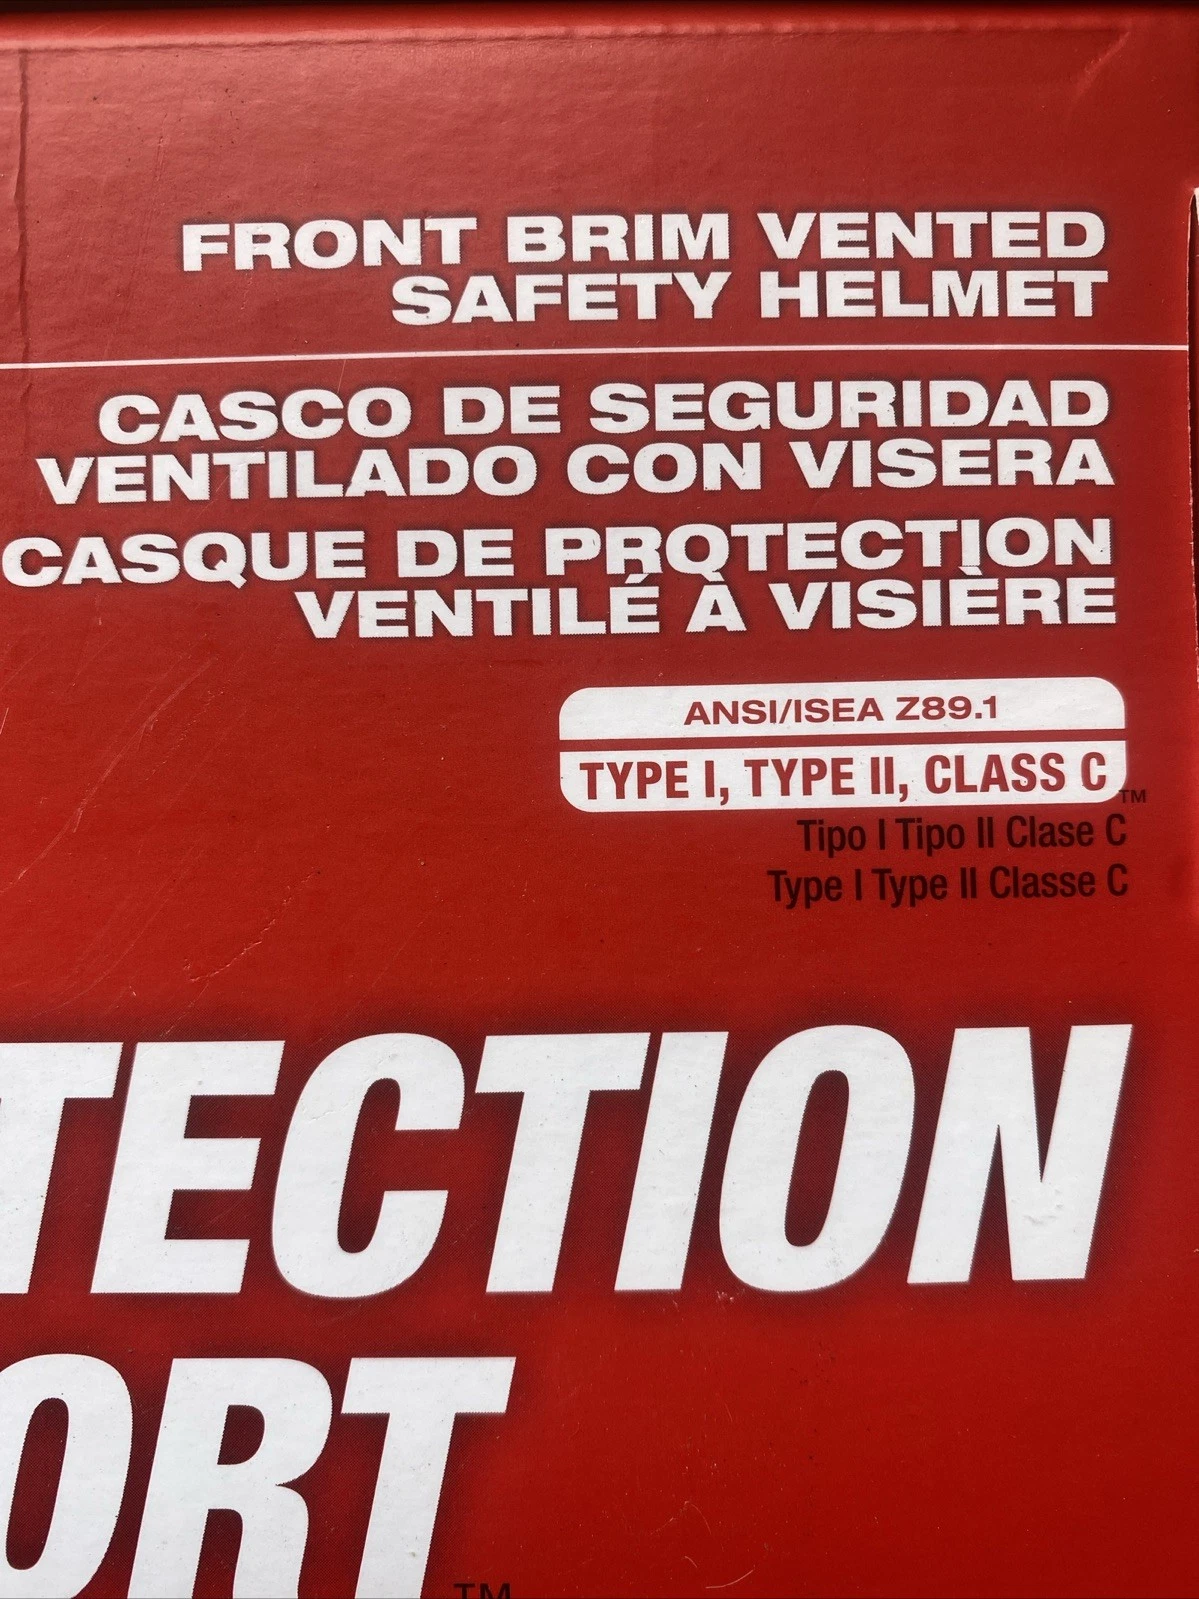 FRONT BRIM VENTED
SAFETY HELMET
CASCO DE SEGURIDAD
VENTILADO CON VISERA
CASQUE DE PROTECTION
VENTILÉ À VISIÈRE
ANSI/ISEA Z89.1
TYPE I, TYPE II, CLASS C
TM
Tipo I Tipo II Clase C
Type I Type II Classe C
TECTION
ORT
TM